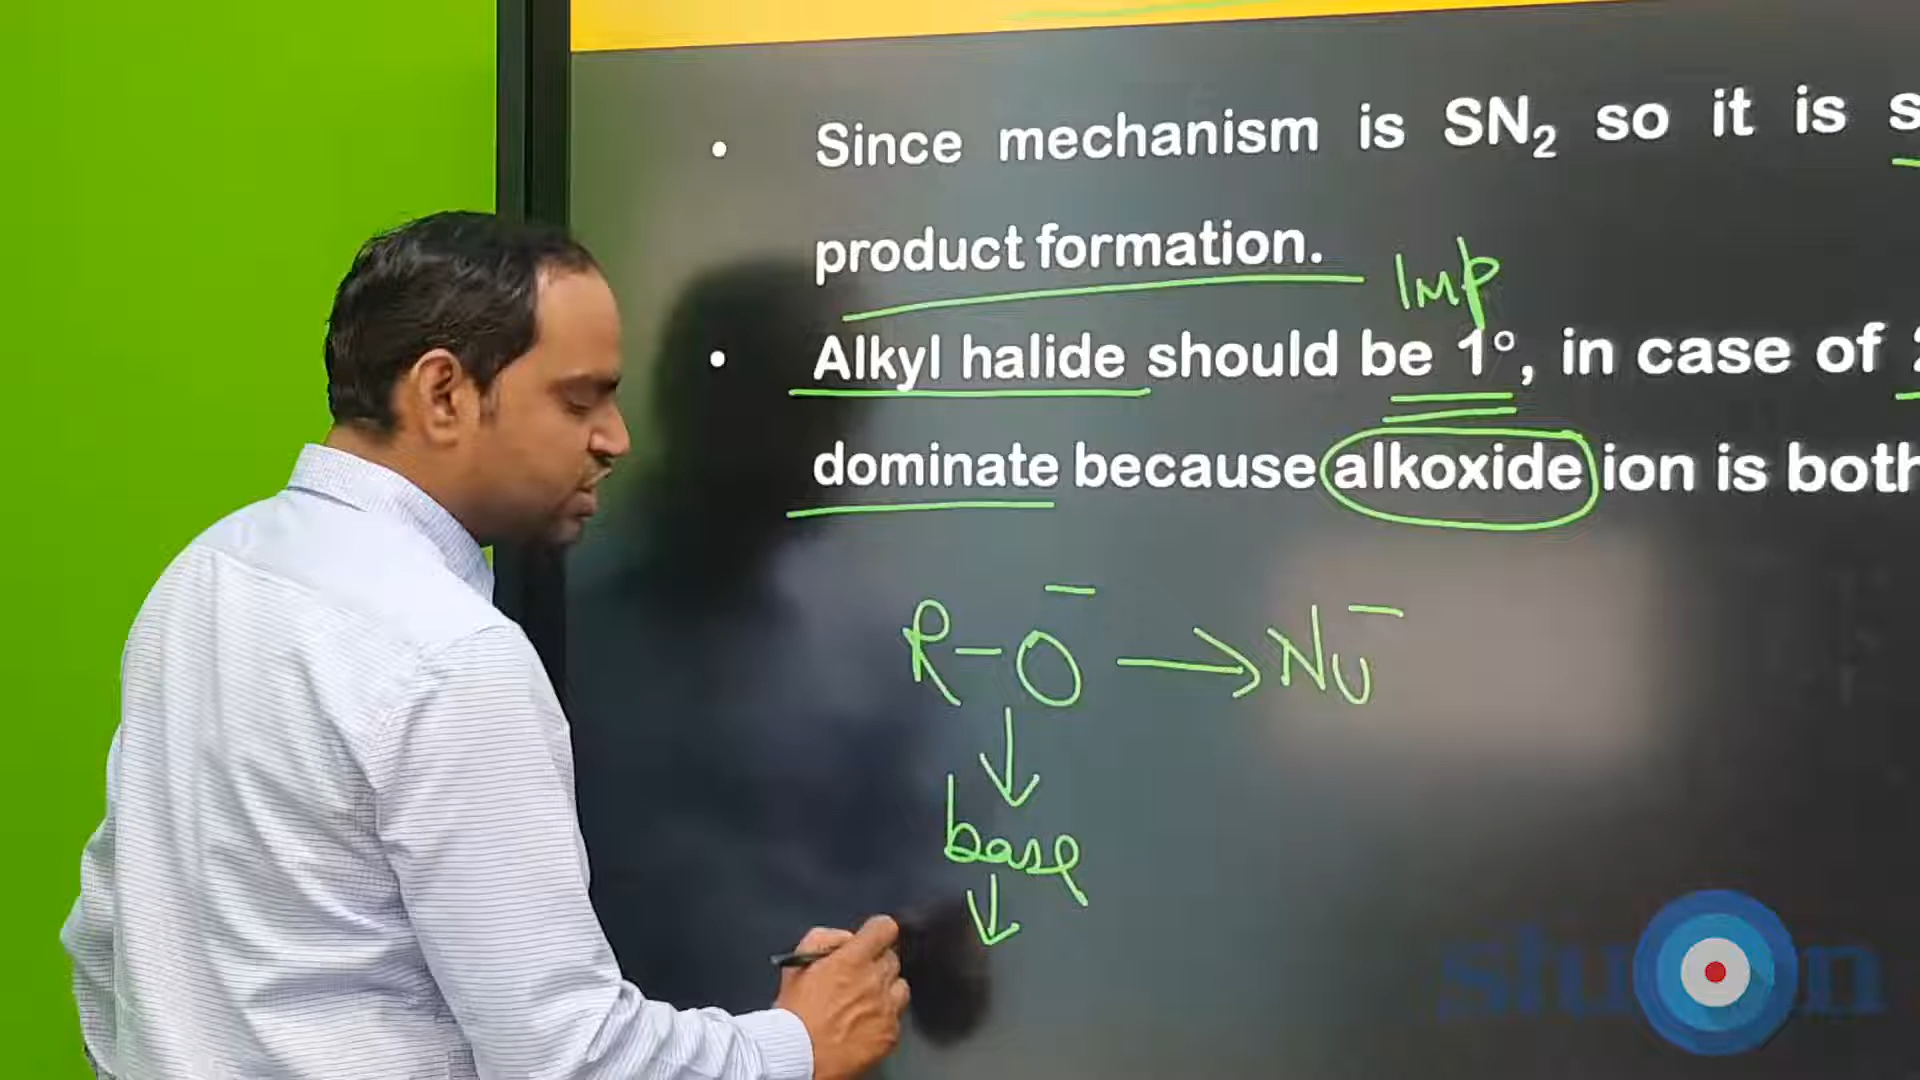 • Since mechanism is SN₂ so it is s
product formation.
Imp
• Alkyl halide should be 1°, in case of 2
dominate because alkoxide ion is both
R-O⁻ → Nu⁻
↓
base
↓